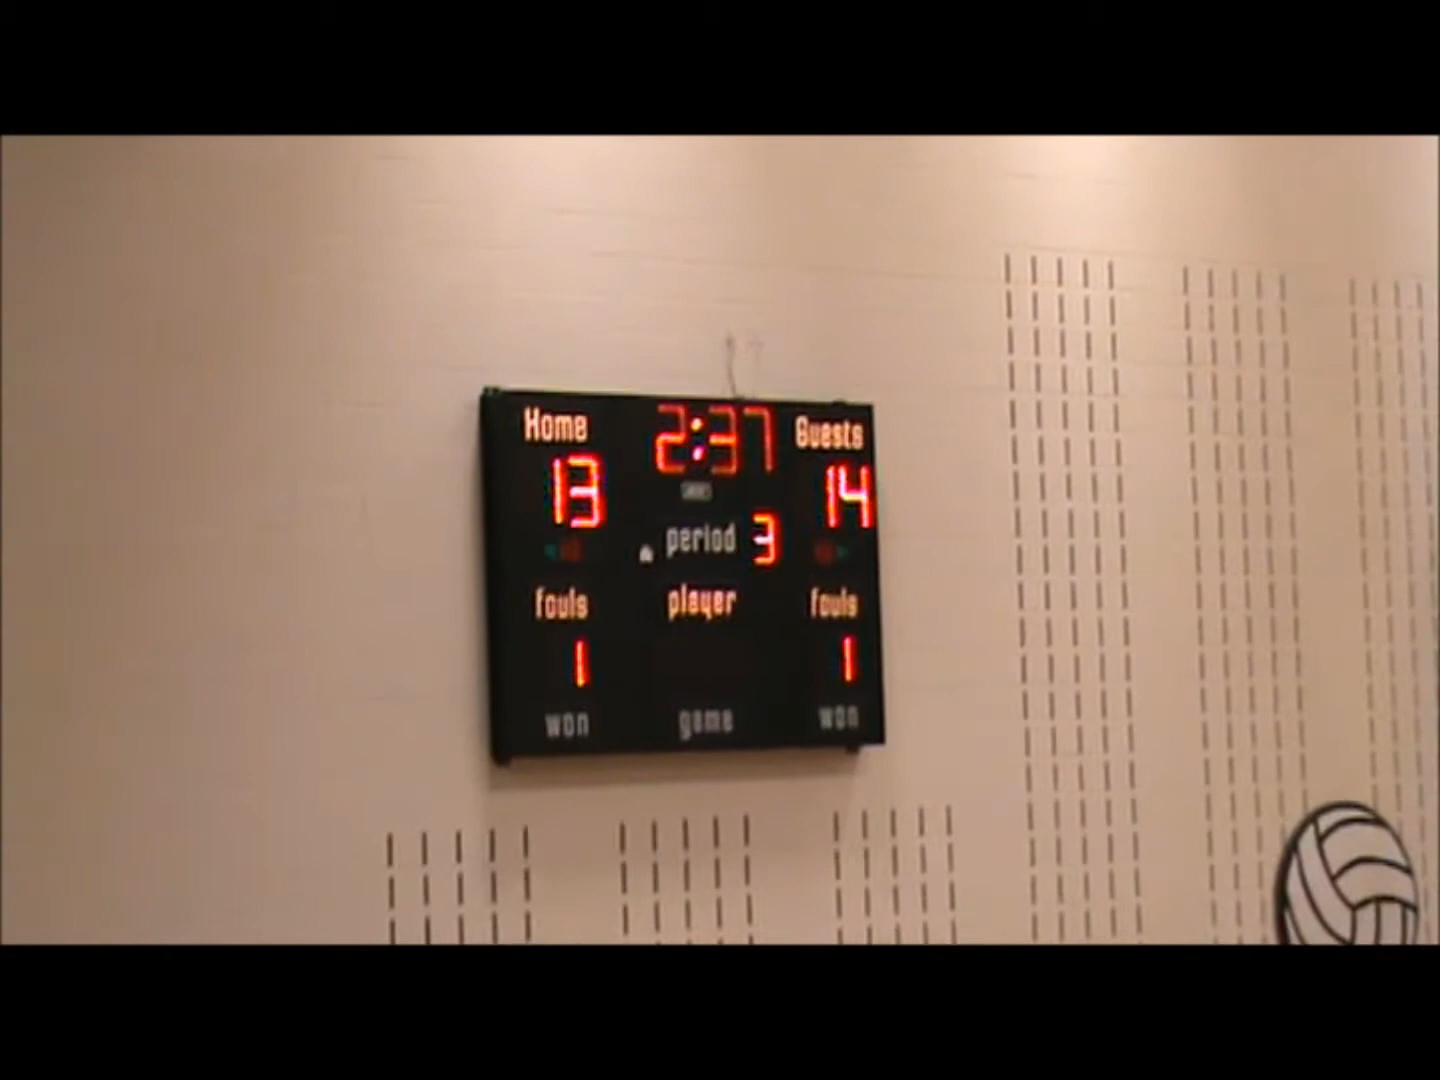 Home 2:37 Guests
13 14
period 3
fouls player fouls
1 1
won game won